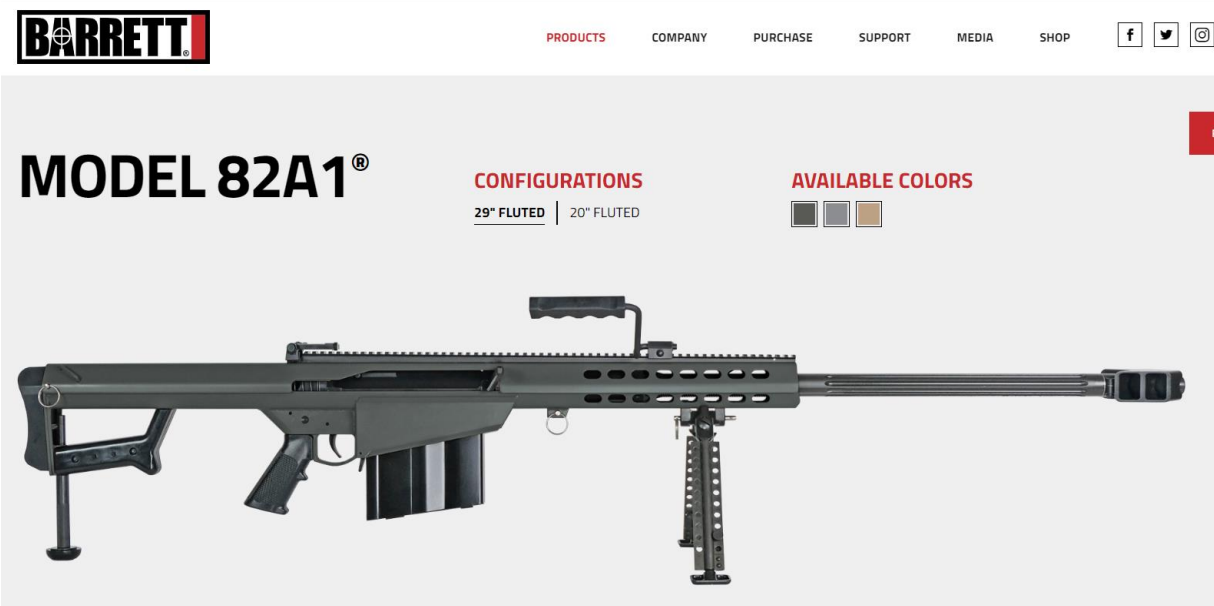 BARRETT®
PRODUCTS COMPANY PURCHASE SUPPORT MEDIA SHOP
MODEL 82A1®
CONFIGURATIONS
29" FLUTED 20" FLUTED
AVAILABLE COLORS